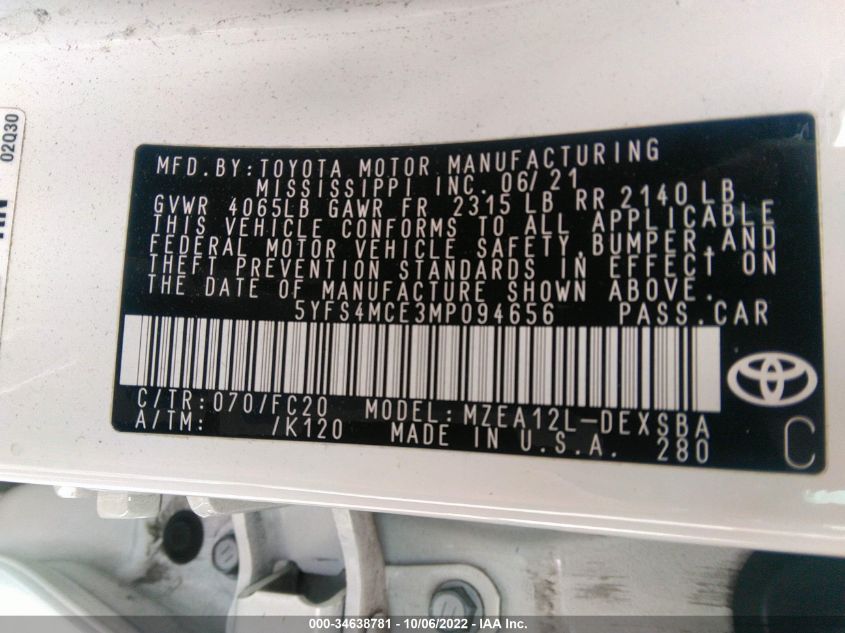 02Q30
MFD.BY:TOYOTA MOTOR MANUFACTURING
MISSISSIPPI INC. 06/21
GVWR 4065LB GAWR FR 2315 LB RR 2140 LB
THIS VEHICLE CONFORMS TO ALL APPLICABLE
FEDERAL MOTOR VEHICLE SAFETY,BUMPER,AND
THEFT PREVENTION STANDARDS IN EFFECT ON
THE DATE OF MANUFACTURE SHOWN ABOVE.
5YFS4MCE3MP094656 PASS.CAR
C/TR:070/FC20 MODEL:MZEA12L-DEXSBA
A/TM: /K120 MADE IN U.S.A. 280
C
000-34638781 - 10/06/2022 - IAA Inc.